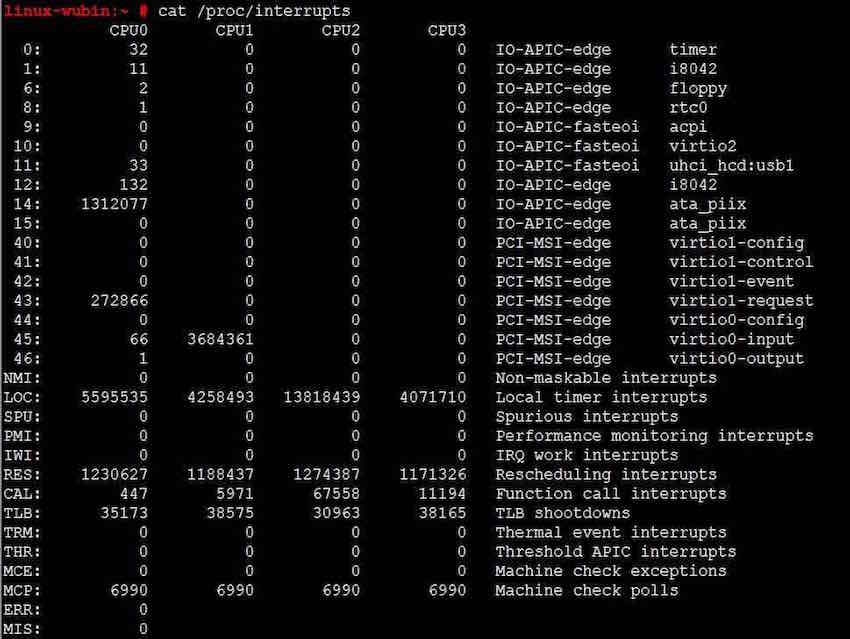 linux-wubin:~ # cat /proc/interrupts
CPU0 CPU1 CPU2 CPU3
0: 32 0 0 0 IO-APIC-edge timer
1: 11 0 0 0 IO-APIC-edge i8042
6: 2 0 0 0 IO-APIC-edge floppy
8: 1 0 0 0 IO-APIC-edge rtc0
9: 0 0 0 0 IO-APIC-fasteoi acpi
10: 0 0 0 0 IO-APIC-fasteoi virtio2
11: 33 0 0 0 IO-APIC-fasteoi uhci_hcd:usb1
12: 132 0 0 0 IO-APIC-edge i8042
14: 1312077 0 0 0 IO-APIC-edge ata_piix
15: 0 0 0 0 IO-APIC-edge ata_piix
40: 0 0 0 0 PCI-MSI-edge virtio1-config
41: 0 0 0 0 PCI-MSI-edge virtio1-control
42: 0 0 0 0 PCI-MSI-edge virtio1-event
43: 272866 0 0 0 PCI-MSI-edge virtio1-request
44: 0 0 0 0 PCI-MSI-edge virtio0-config
45: 66 3684361 0 0 PCI-MSI-edge virtio0-input
46: 1 0 0 0 PCI-MSI-edge virtio0-output
NMI: 0 0 0 0 Non-maskable interrupts
LOC: 5595535 4258493 13818439 4071710 Local timer interrupts
SPU: 0 0 0 0 Spurious interrupts
PMI: 0 0 0 0 Performance monitoring interrupts
IWI: 0 0 0 0 IRQ work interrupts
RES: 1230627 1188437 1274387 1171326 Rescheduling interrupts
CAL: 447 5971 67558 11194 Function call interrupts
TLB: 35173 38575 30963 38165 TLB shootdowns
TRM: 0 0 0 0 Thermal event interrupts
THR: 0 0 0 0 Threshold APIC interrupts
MCE: 0 0 0 0 Machine check exceptions
MCP: 6990 6990 6990 6990 Machine check polls
ERR: 0
MIS: 0